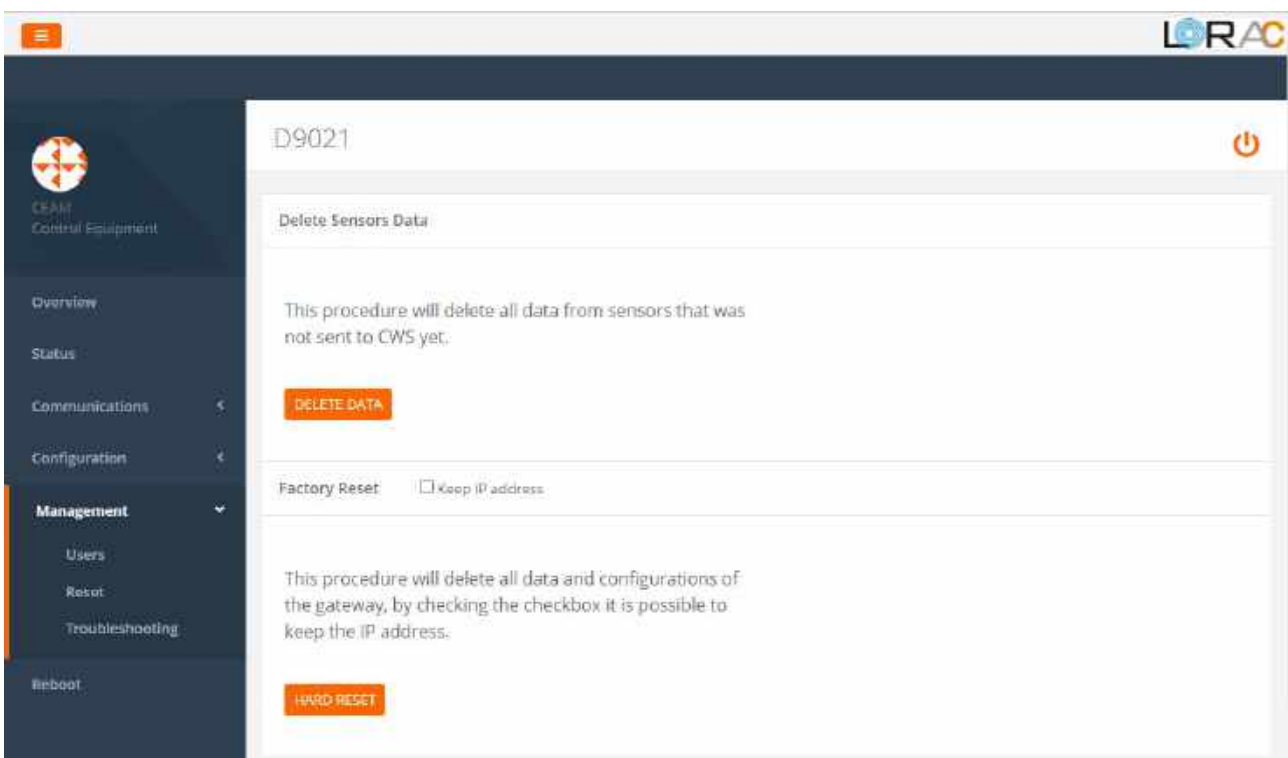 LORAC
D9021
CEAM
Control Equipment
Overview
Status
Communications
Configuration
Management
Users
Reset
Troubleshooting
Reboot
Delete Sensors Data
This procedure will delete all data from sensors that was
not sent to CWS yet.
DELETE DATA
Factory Reset Keep IP address
This procedure will delete all data and configurations of
the gateway, by checking the checkbox it is possible to
keep the IP address.
HARD RESET